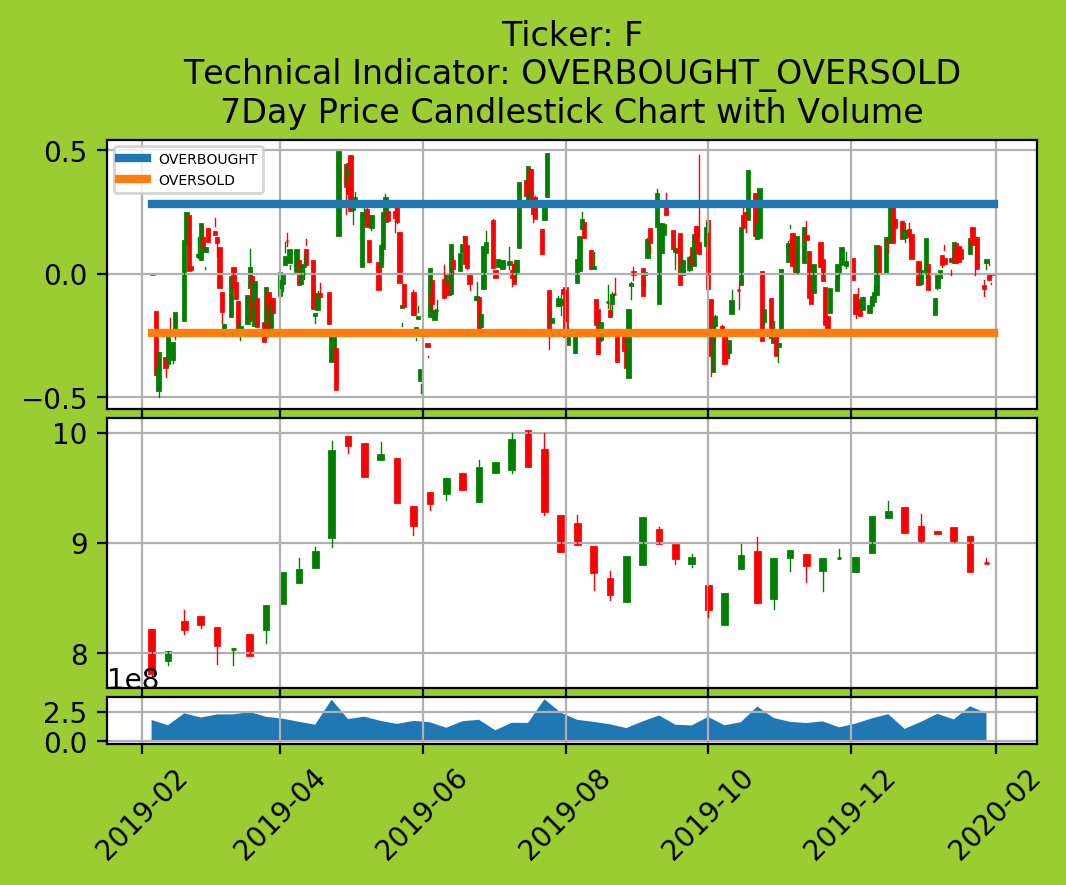 Ticker: F
Technical Indicator: OVERBOUGHT_OVERSOLD
7Day Price Candlestick Chart with Volume
OVERBOUGHT
OVERSOLD
0.5
0.0
−0.5
10
9
8
1e8
2.5
0.0
2019-02
2019-04
2019-06
2019-08
2019-10
2019-12
2020-02